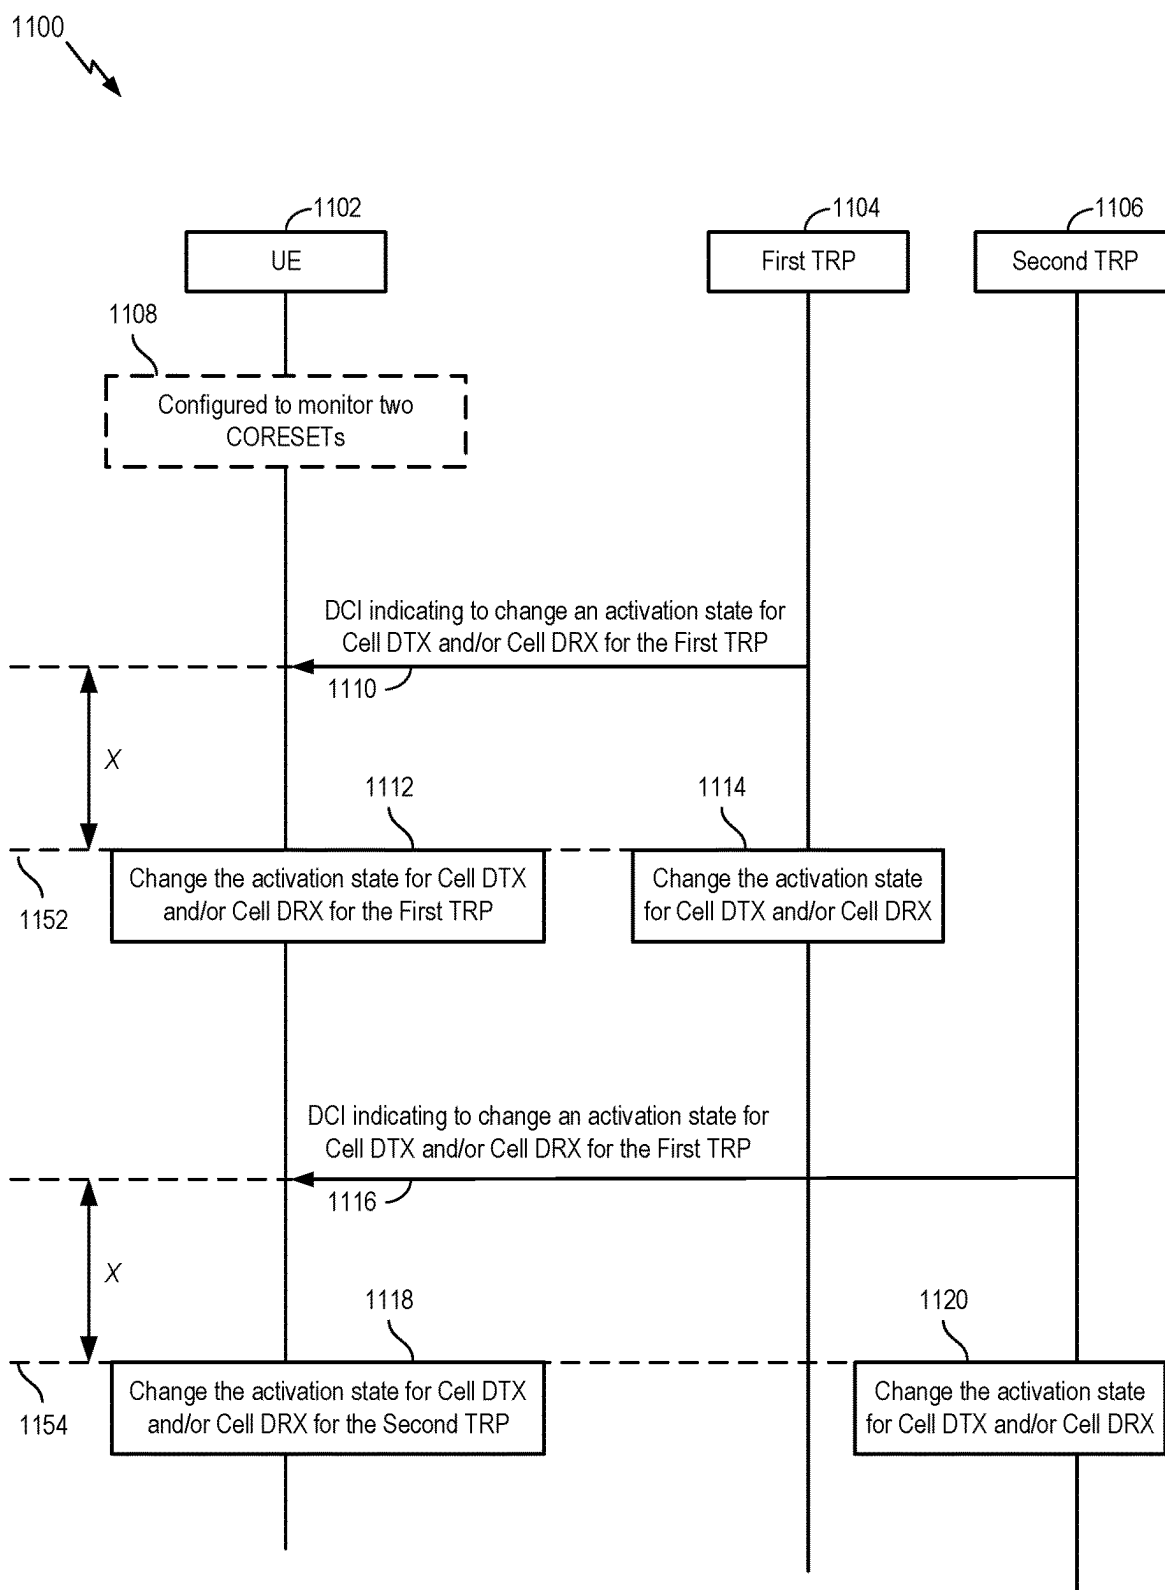 1100
1102
1104
1106
UE
First TRP
Second TRP
1108
Configured to monitor two
CORESETs
DCI indicating to change an activation state for
Cell DTX and/or Cell DRX for the First TRP
1110
X
1112
1114
Change the activation state for Cell DTX
and/or Cell DRX for the First TRP
Change the activation state
for Cell DTX and/or Cell DRX
1152
DCI indicating to change an activation state for
Cell DTX and/or Cell DRX for the First TRP
1116
X
1118
1120
Change the activation state for Cell DTX
and/or Cell DRX for the Second TRP
Change the activation state
for Cell DTX and/or Cell DRX
1154